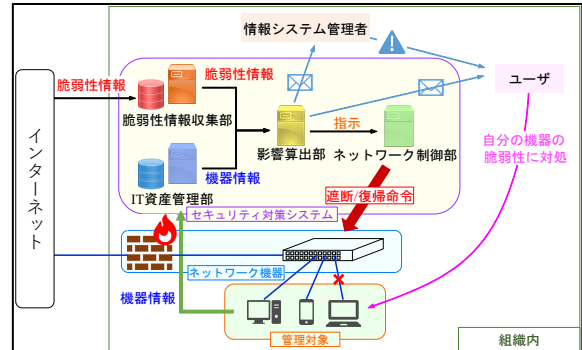 情報システム管理者
ユーザ
インターネット
脆弱性情報
脆弱性情報
脆弱性情報収集部
機器情報
IT資産管理部
影響算出部
指示
ネットワーク制御部
遮断/復帰命令
セキュリティ対策システム
自分の機器の
脆弱性に対処
ネットワーク機器
機器情報
管理対象
組織内